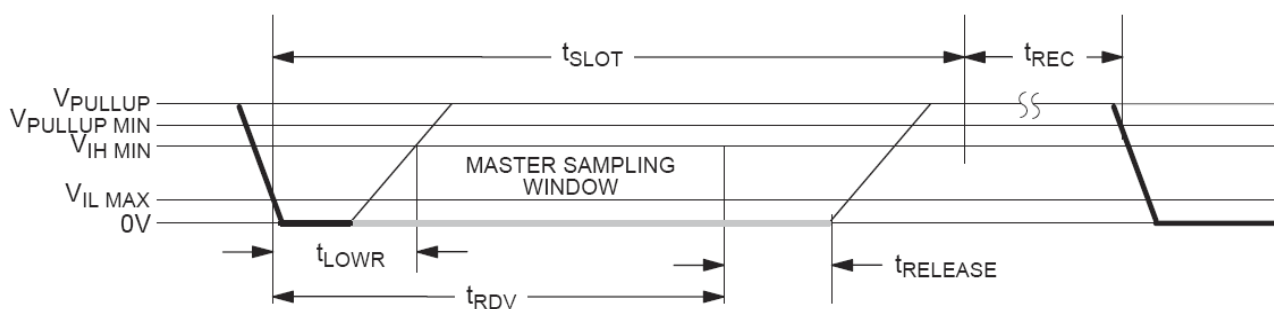 tSLOT
tREC
VPULLUP
VPULLUP MIN
VIH MIN
MASTER SAMPLING
WINDOW
VIL MAX
0V
tLOWR
tRELEASE
tRDV